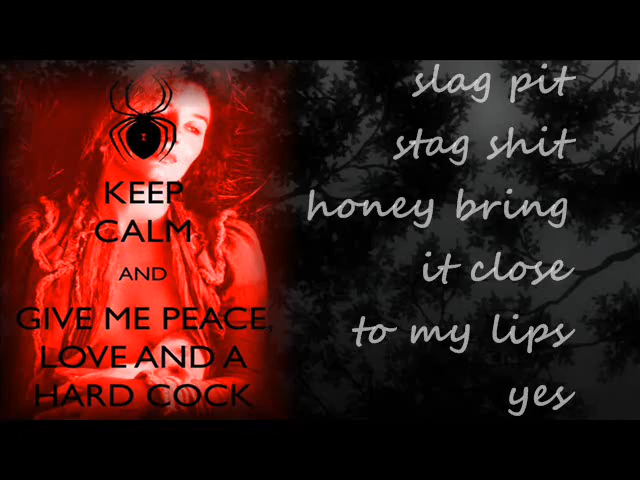 KEEP
CALM
AND
GIVE ME PEACE,
LOVE AND A
HARD COCK
slag pit
stag shit
honey bring
it close
to my lips
yes